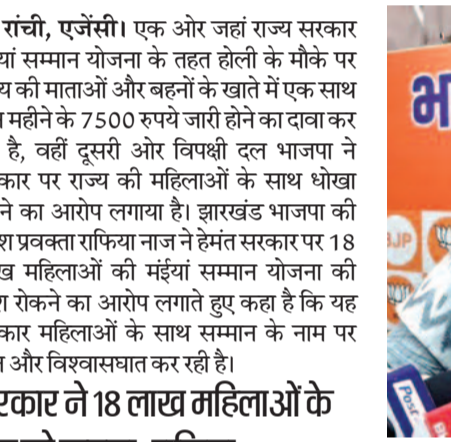 रांची, एजेंसी। एक ओर जहां राज्य सरकार
सम्मान योजना के तहत होली के मौके पर
की माताओं और बहनों के खाते में एक साथ
महीने के 7500 रुपये जारी होने का दावा कर
है, वहीं दूसरी ओर विपक्षी दल भाजपा ने
पर राज्य की महिलाओं के साथ धोखा
का आरोप लगाया है। झारखंड भाजपा की
प्रवक्ता राफिया नाज ने हेमंत सरकार पर 18
महिलाओं की मंईयां सम्मान योजना की
रोकने का आरोप लगाते हुए कहा है कि यह
महिलाओं के साथ सम्मान के नाम पर
और विश्वासघात कर रही है।
ने 18 लाख महिलाओं के
BJP
Post